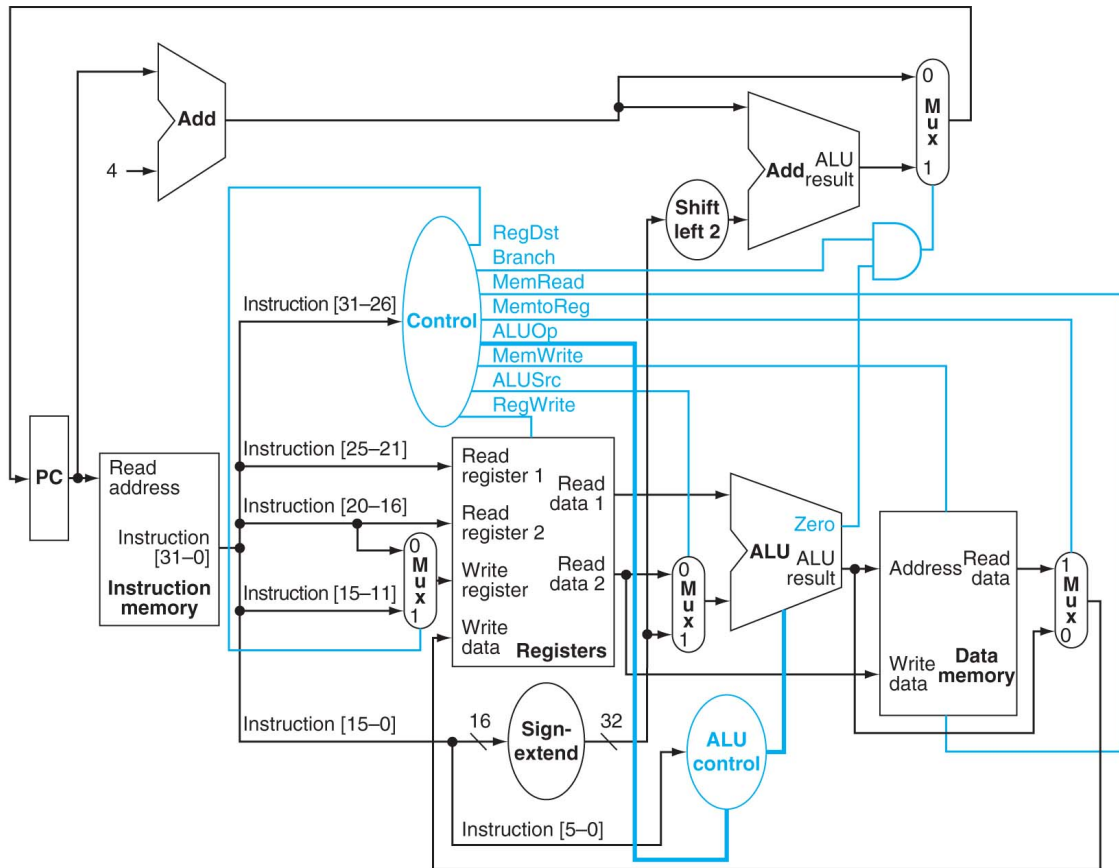 Add
4
0
Mux
1
Add
ALU
result
Shift
left 2
RegDst
Branch
MemRead
MemtoReg
ALUOp
MemWrite
ALUSrc
RegWrite
Instruction [31–26]
Control
PC
Read
address
Instruction
[31–0]
Instruction
memory
Instruction [25–21]
Instruction [20–16]
Instruction [15–11]
0
Mux
1
Read
register 1
Read
register 2
Write
register
Write
data
Read
data 1
Read
data 2
Registers
0
Mux
1
Zero
ALU
ALU
result
Address
Read
data
Write
data
Data
memory
1
Mux
0
Instruction [15–0]
16
Sign-
extend
32
ALU
control
Instruction [5–0]